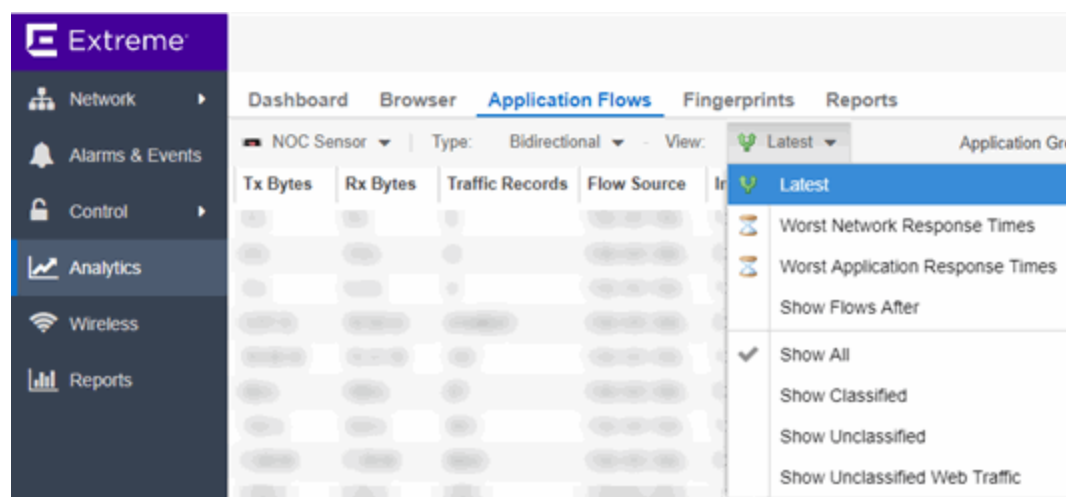 Extreme
Network
Alarms & Events
Control
Analytics
Wireless
Reports
Dashboard Browser Application Flows Fingerprints Reports
NOC Sensor Type: Bidirectional - View: Latest Application Gr
Tx Bytes Rx Bytes Traffic Records Flow Source
Latest
Worst Network Response Times
Worst Application Response Times
Show Flows After
Show All
Show Classified
Show Unclassified
Show Unclassified Web Traffic